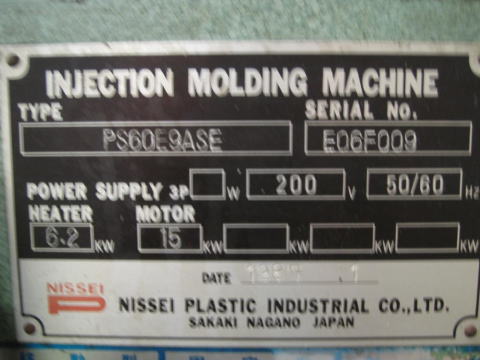 INJECTION MOLDING MACHINE
TYPE SERIAL NO.
PS60E9ASE E06F009
POWER SUPPLY 3P W 200 V 50/60 HZ
HEATER MOTOR
6.2 KW 15 KW KW KW KW
DATE
NISSEI
NISSEI PLASTIC INDUSTRIAL CO.,LTD.
SAKAKI NAGANO JAPAN